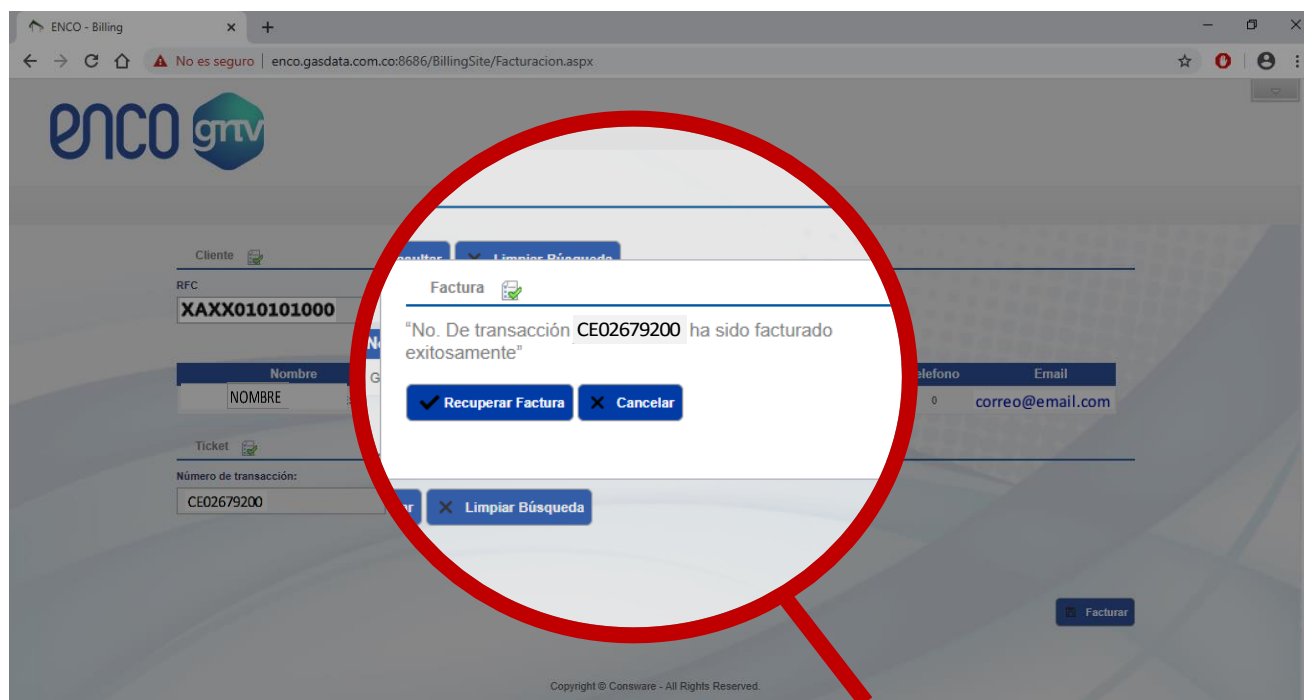 ENCO - Billing
No es seguro | enco.gasdata.com.co:8686/BillingSite/Facturacion.aspx
enco gnv
Cliente
RFC
XAXX010101000
Limpiar Búsqueda
Factura
“No. De transacción CE02679200 ha sido facturado
exitosamente”
Recuperar Factura Cancelar
Nombre Email
NOMBRE G 0 correo@email.com
Ticket
Número de transacción:
CE02679200
Limpiar Búsqueda
Facturar
Copyright © Consware - All Rights Reserved.